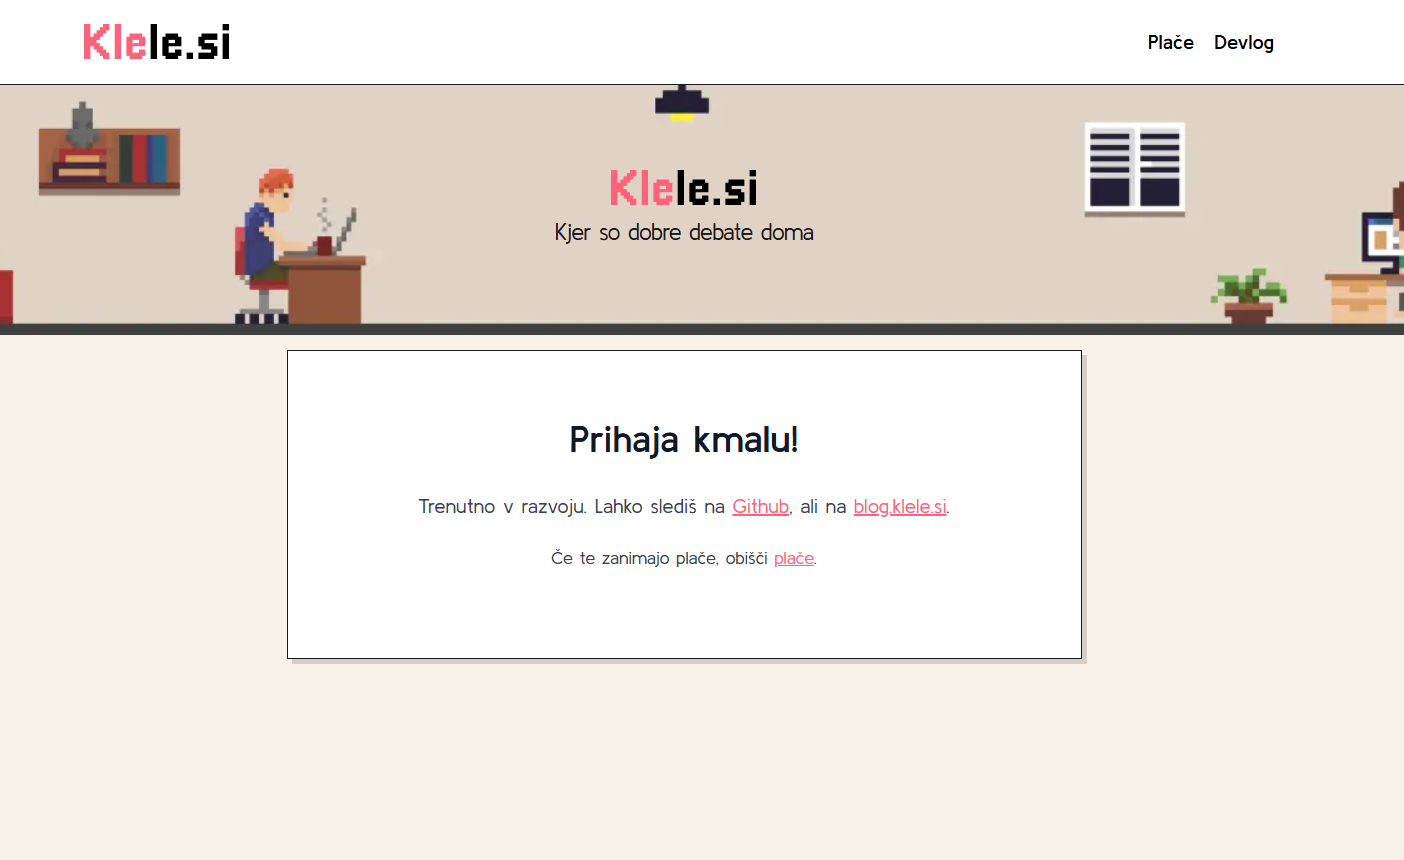 Klele.si
Plače Devlog
Klele.si
Kjer so dobre debate doma
Prihaja kmalu!
Trenutno v razvoju. Lahko slediš na Github, ali na blog.klele.si.
Če te zanimajo plače, obišči plače.